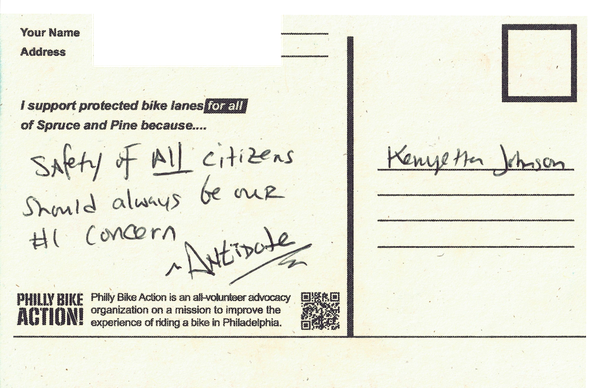 Your Name
Address
I support protected bike lanes for all
of Spruce and Pine because....
Safety of All citizens
should always be our
#1 concern
~ Antidote
PHILLY BIKE
ACTION!
Philly Bike Action is an all-volunteer advocacy
organization on a mission to improve the
experience of riding a bike in Philadelphia.
Kenyetta Johnson